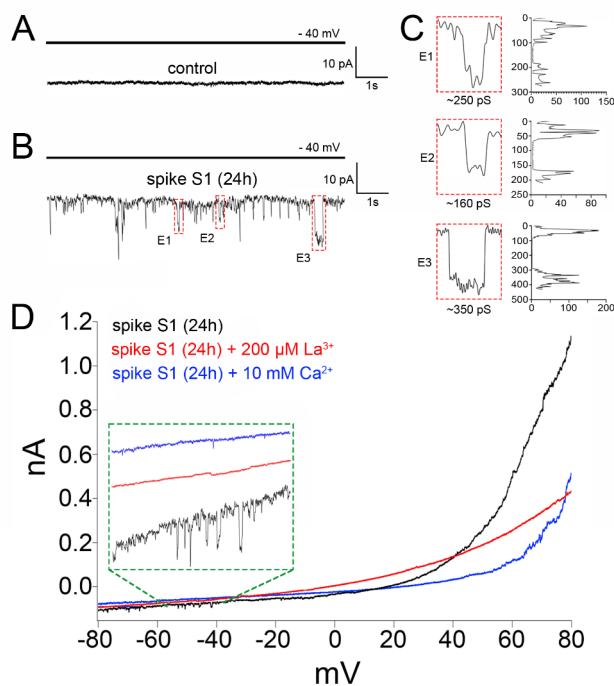 A
- 40 mV
control
10 pA
1s
B
- 40 mV
spike S1 (24h)
10 pA
1s
E1
E2
E3
C
E1
~250 pS
0
100
200
300
0
50
100
150
E2
~160 pS
0
50
100
150
200
250
0
40
80
E3
~350 pS
0
100
200
300
400
500
0
60
120
180
D
spike S1 (24h)
spike S1 (24h) + 200 µM La³⁺
spike S1 (24h) + 10 mM Ca²⁺
nA
1.2
1.0
0.8
0.6
0.4
0.2
0.0
-80
-60
-40
-20
0
20
40
60
80
mV